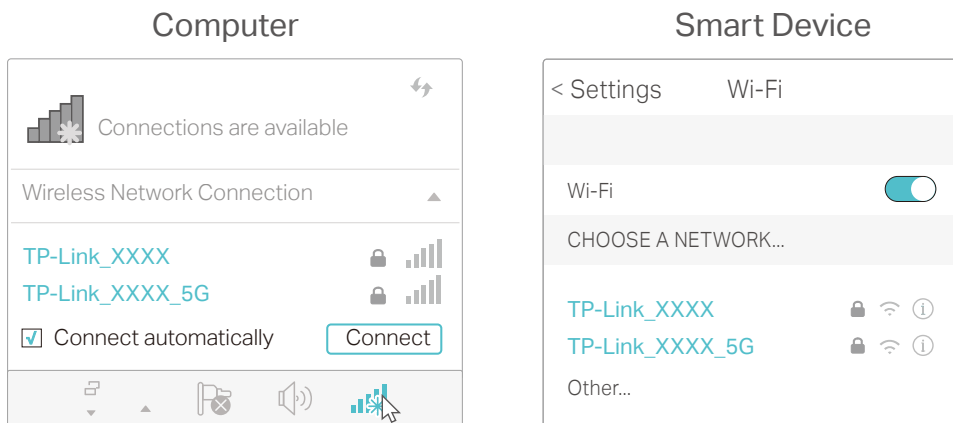 Computer
Connections are available
Wireless Network Connection
TP-Link_XXXX
TP-Link_XXXX_5G
Connect automatically Connect
Smart Device
< Settings Wi-Fi
Wi-Fi
CHOOSE A NETWORK...
TP-Link_XXXX
TP-Link_XXXX_5G
Other...